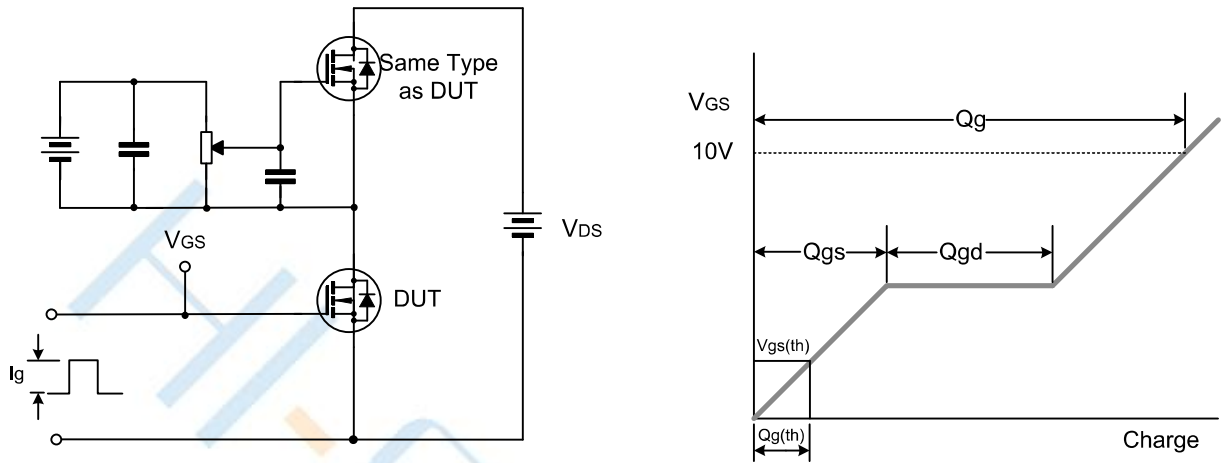 Same Type
as DUT
VDS
VGS
DUT
Ig
VGS
10V
Qg
Qgs
Qgd
Vgs(th)
Qg(th)
Charge